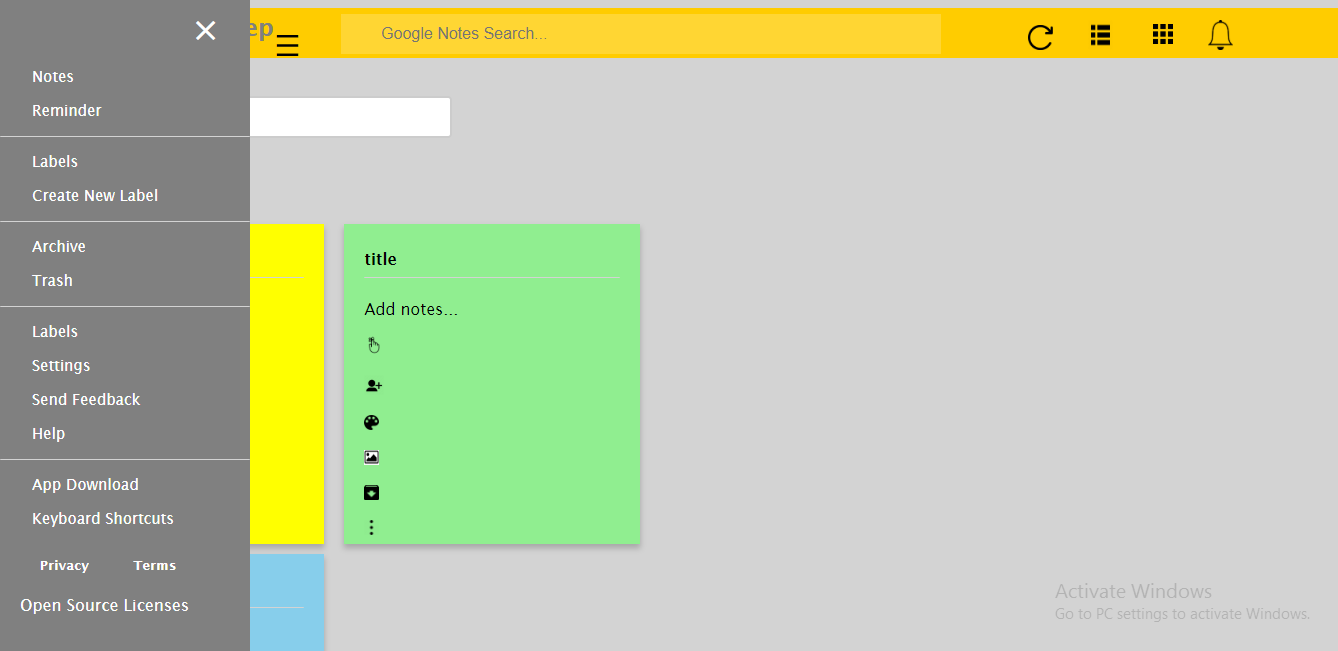 ep
Google Notes Search...
Notes
Reminder
Labels
Create New Label
Archive
Trash
Labels
Settings
Send Feedback
Help
App Download
Keyboard Shortcuts
Privacy Terms
Open Source Licenses
title
Add notes...
Activate Windows
Go to PC settings to activate Windows.